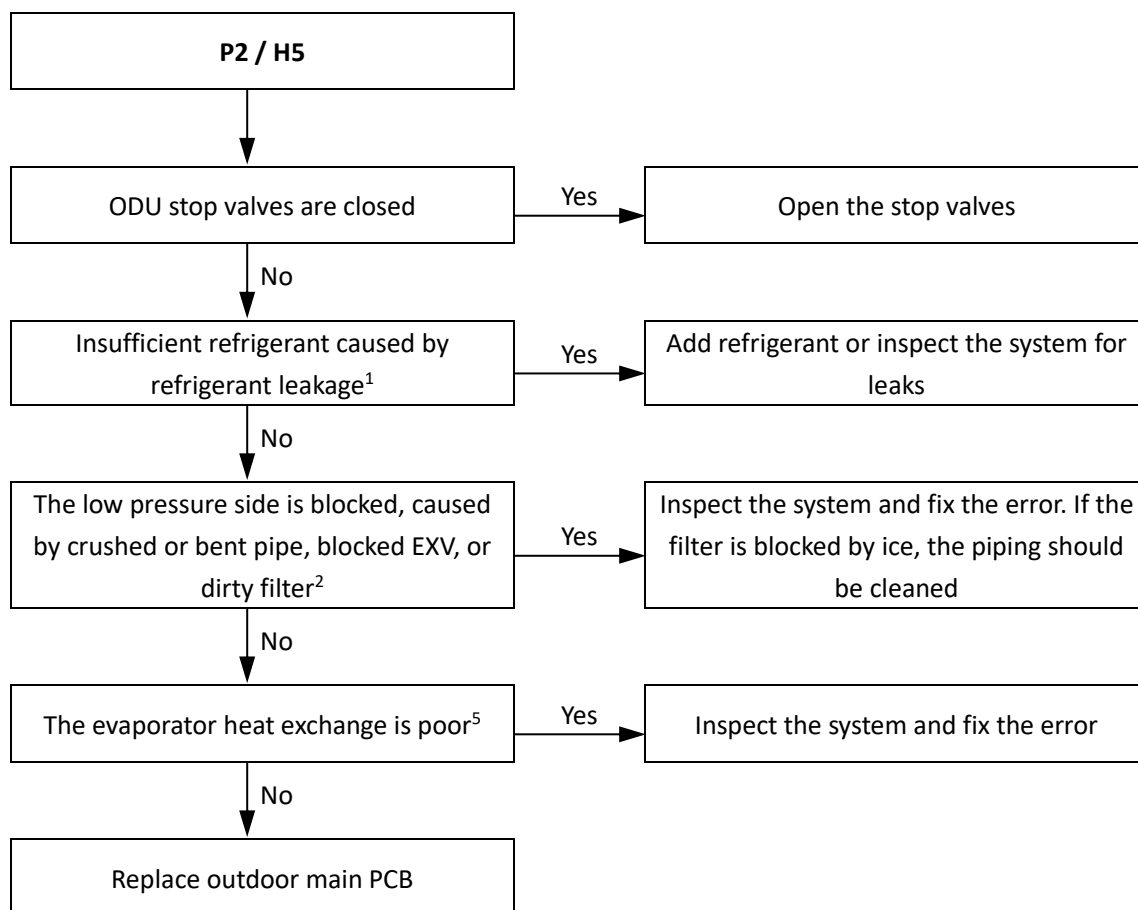 P2 / H5
ODU stop valves are closed
Yes
Open the stop valves
No
Insufficient refrigerant caused by
refrigerant leakage¹
Yes
Add refrigerant or inspect the system for
leaks
No
The low pressure side is blocked, caused
by crushed or bent pipe, blocked EXV, or
dirty filter²
Yes
Inspect the system and fix the error. If the
filter is blocked by ice, the piping should
be cleaned
No
The evaporator heat exchange is poor⁵
Yes
Inspect the system and fix the error
No
Replace outdoor main PCB